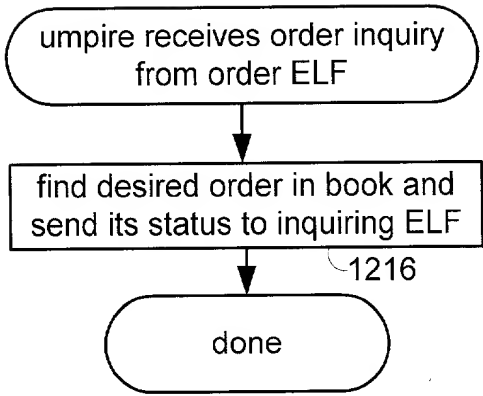 umpire receives order inquiry
from order ELF
find desired order in book and
send its status to inquiring ELF
1216
done